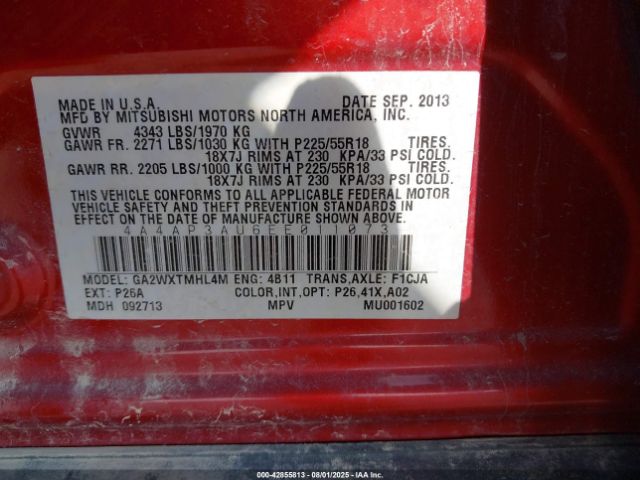 MADE IN U.S.A. DATE SEP. 2013
MFD BY MITSUBISHI MOTORS NORTH AMERICA, INC.
GVWR 4343 LBS/1970 KG
GAWR FR. 2271 LBS/1030 KG WITH P225/55R18 TIRES.
18X7J RIMS AT 230 KPA/33 PSI COLD.
GAWR RR. 2205 LBS/1000 KG WITH P225/55R18 TIRES.
18X7J RIMS AT 230 KPA/33 PSI COLD.
THIS VEHICLE CONFORMS TO ALL APPLICABLE FEDERAL MOTOR
VEHICLE SAFETY AND THEFT PREVENTION STANDARDS IN
EFFECT ON THE DATE OF MANUFACTURE SHOWN ABOVE.
4A4AP3AU6EE011073
MODEL: GA2WXTMHL4M ENG: 4B11 TRANS,AXLE: F1CJA
EXT: P26A COLOR,INT,OPT: P26,41X,A02
MDH 092713 MPV MU001602
000-42855813 - 08/01/2025 - IAAI.COM